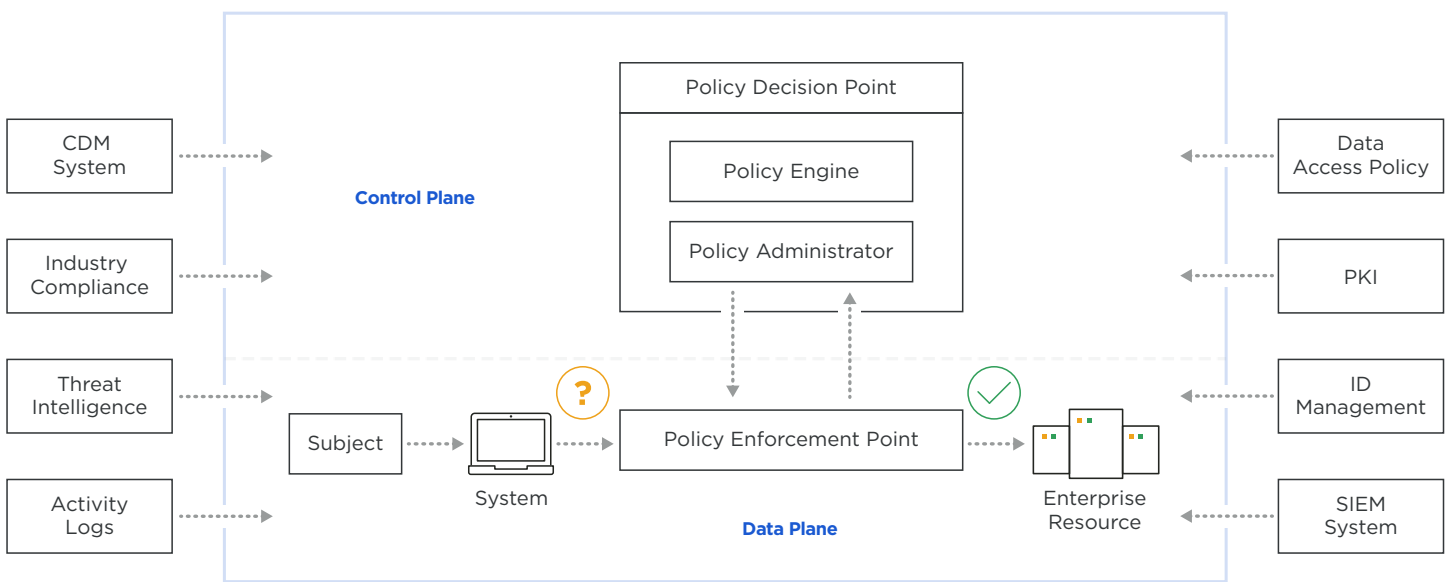 Policy Decision Point
CDM
System
Data
Access Policy
Policy Engine
Control Plane
Policy Administrator
Industry
Compliance
PKI
Threat
Intelligence
ID
Management
?
Subject
Policy Enforcement Point
System
Enterprise
Resource
Activity
Logs
Data Plane
SIEM
System